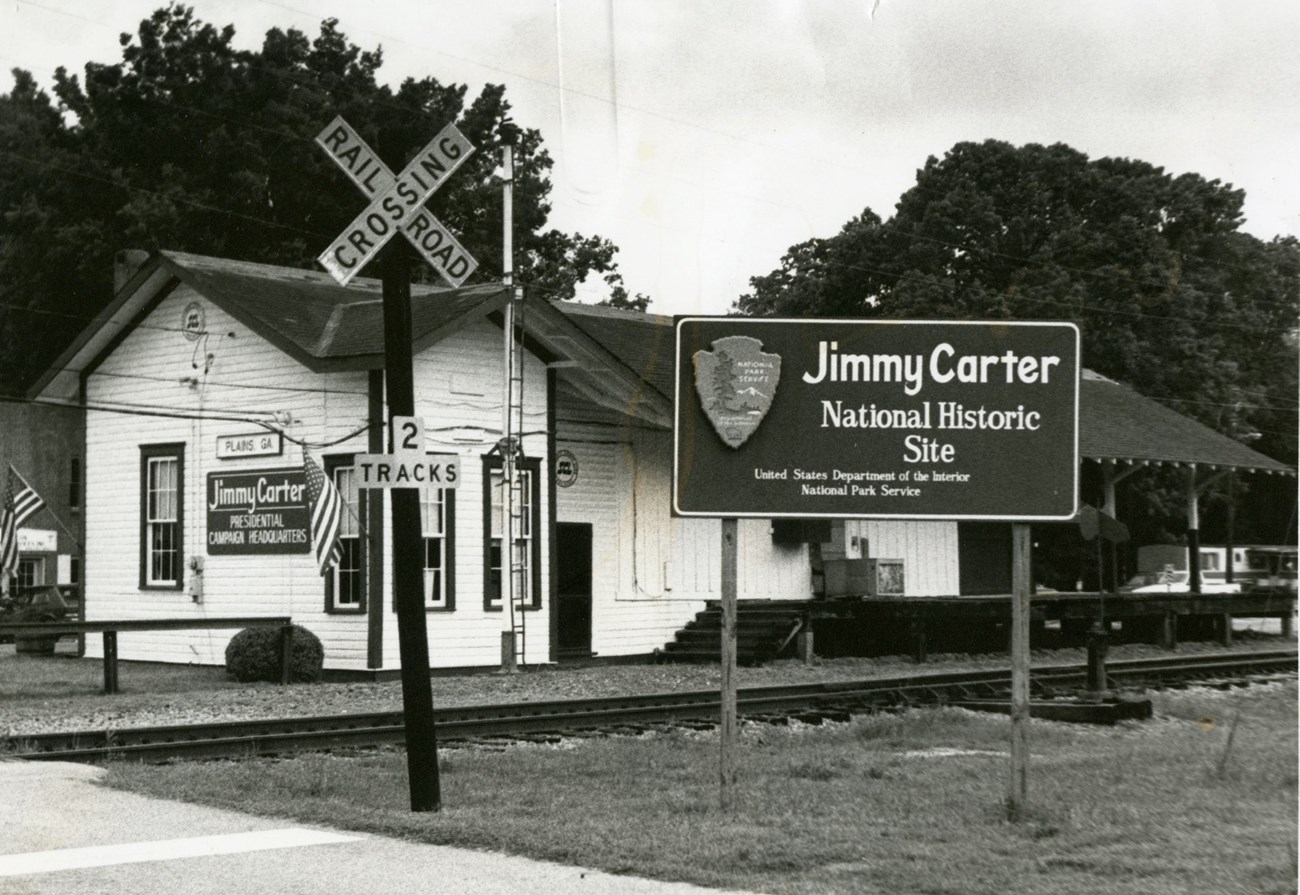 RAIL
ROAD
CROSSING
2
TRACKS
PLAINS, GA.
Jimmy Carter
PRESIDENTIAL
CAMPAIGN HEADQUARTERS
NATIONAL
PARK
SERVICE
Jimmy Carter
National Historic
Site
United States Department of the Interior
National Park Service